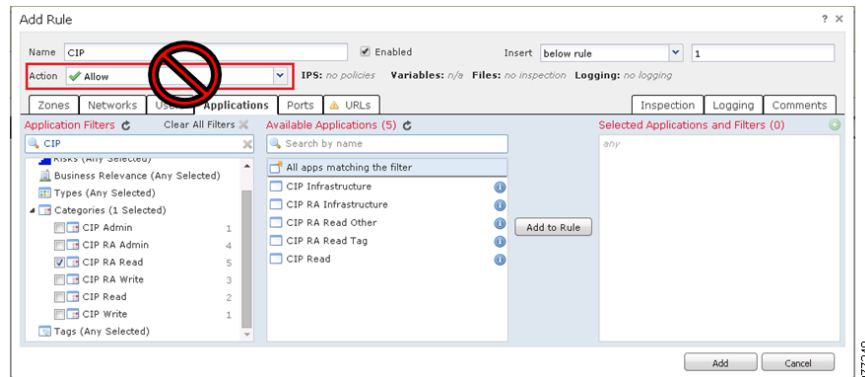 Add Rule
Name CIP Enabled Insert below rule 1
Action Allow IPS: no policies Variables: n/a Files: no inspection Logging: no logging
Zones Networks Applications Ports URLs Inspection Logging Comments
Application Filters Clear All Filters Available Applications (5) Selected Applications and Filters (0)
CIP Search by name any
Risks (Any Selected) All apps matching the filter
Business Relevance (Any Selected) CIP Infrastructure
Types (Any Selected) CIP RA Infrastructure
Categories (1 Selected) CIP RA Read Other
CIP Admin 1 Add to Rule
CIP RA Admin 4 CIP RA Read Tag
CIP RA Read 5 CIP Read
CIP RA Write 3
CIP Read 2
CIP Write 1
Tags (Any Selected)
Add Cancel